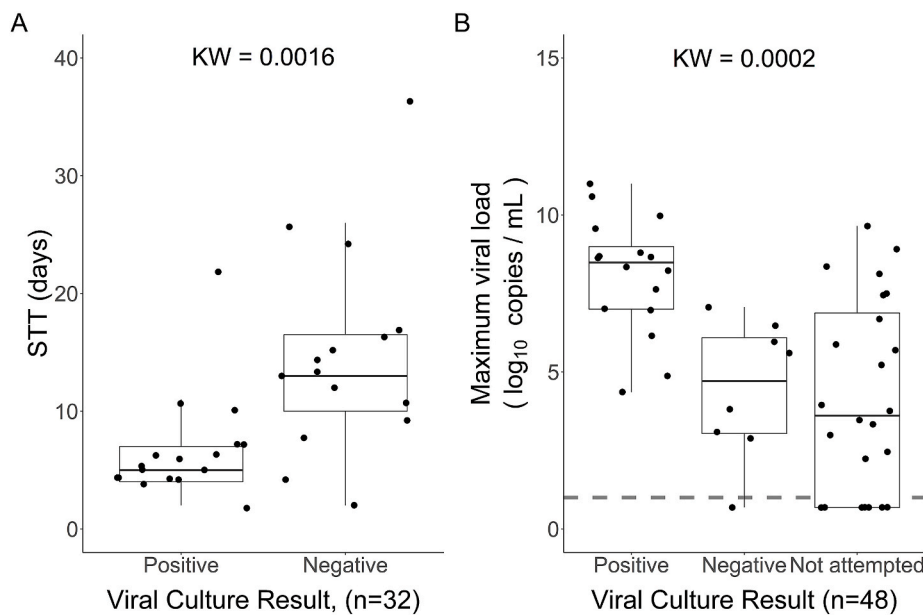 A
KW = 0.0016
40
30
20
10
0
STT (days)
Positive
Negative
Viral Culture Result, (n=32)
B
KW = 0.0002
15
10
5
0
Maximum viral load
( log₁₀ copies / mL)
Positive
Negative
Not attempted
Viral Culture Result (n=48)